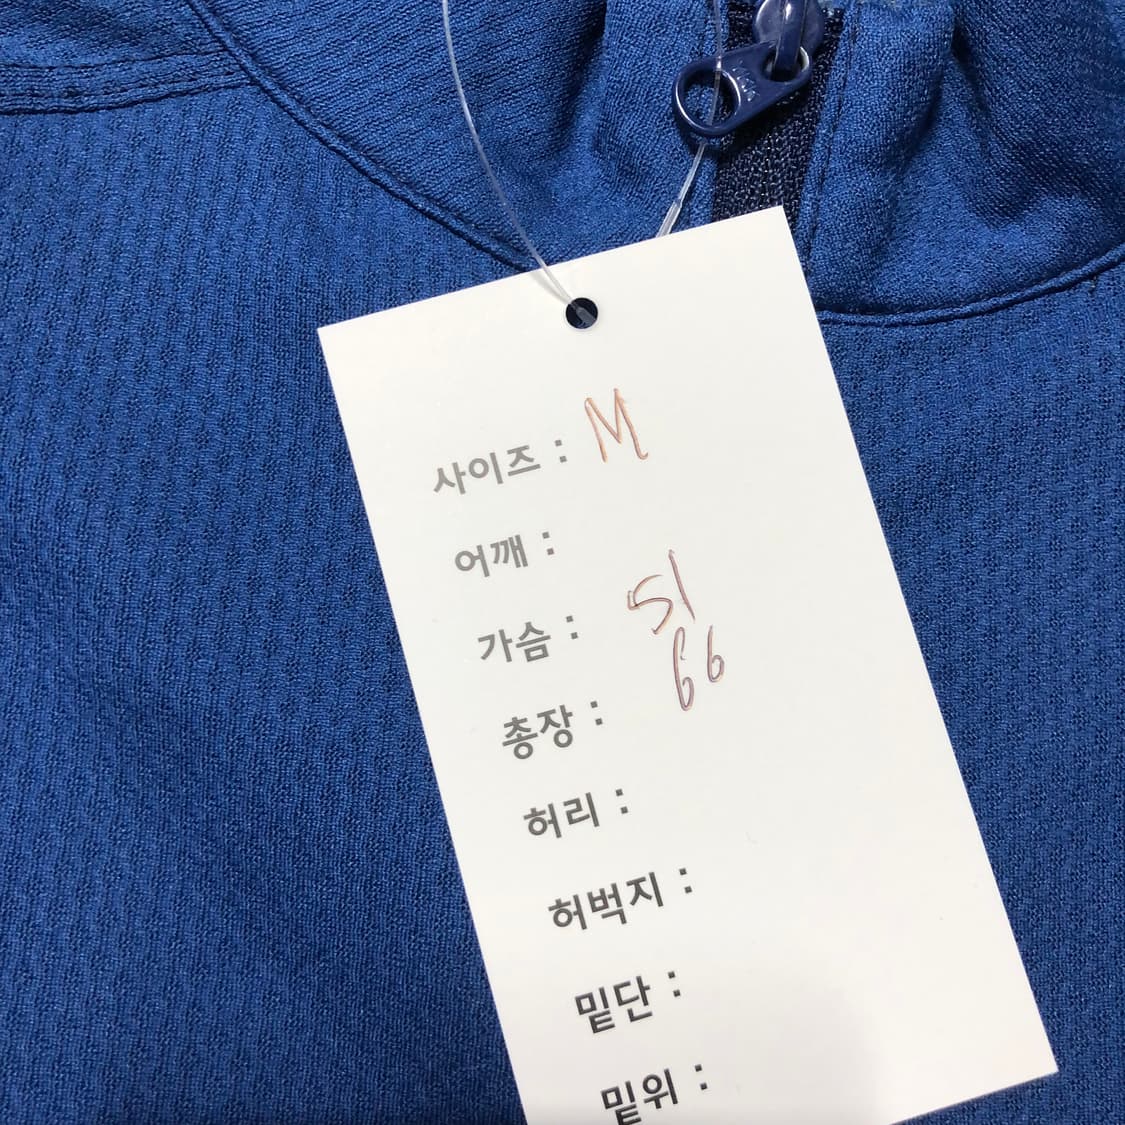 사이즈 : M
어깨 :
가슴 : 51
총장 : 66
허리 :
허벅지 :
밑단 :
밑위 :